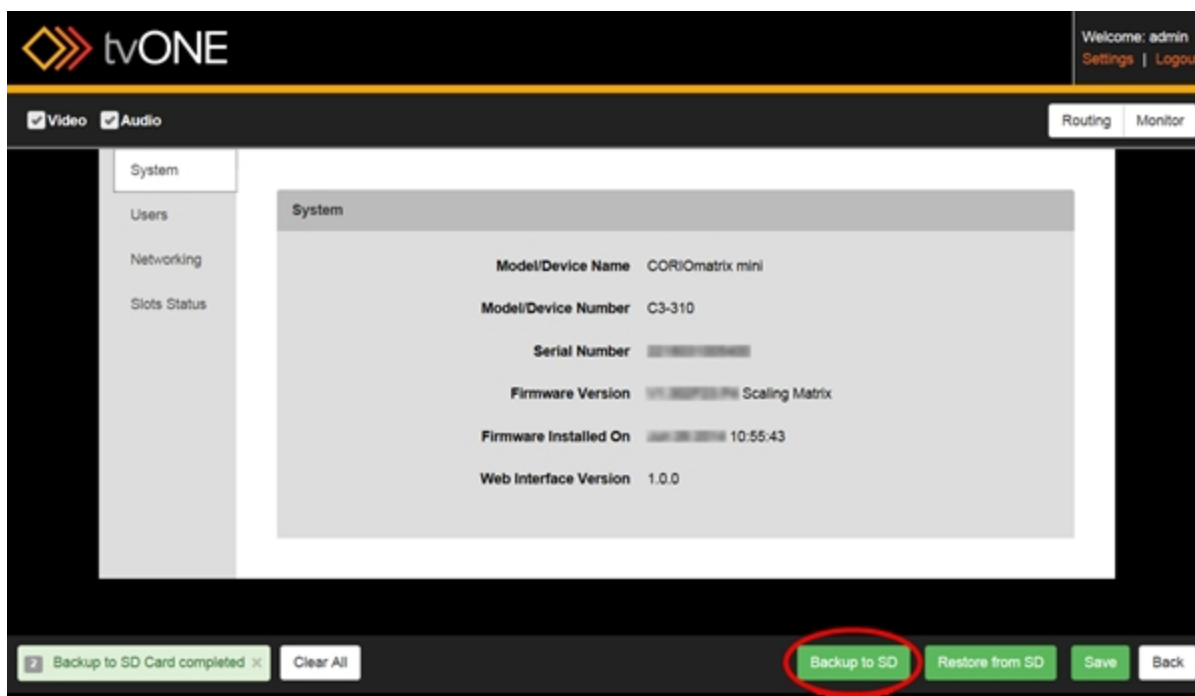 tvONE
Welcome: admin
Settings | Logou
Video Audio
Routing Monitor
System
Users
Networking
Slots Status
System
Model/Device Name CORIOmatrix mini
Model/Device Number C3-310
Serial Number
Firmware Version Scaling Matrix
Firmware Installed On 10:55:43
Web Interface Version 1.0.0
2 Backup to SD Card completed × Clear All Backup to SD Restore from SD Save Back